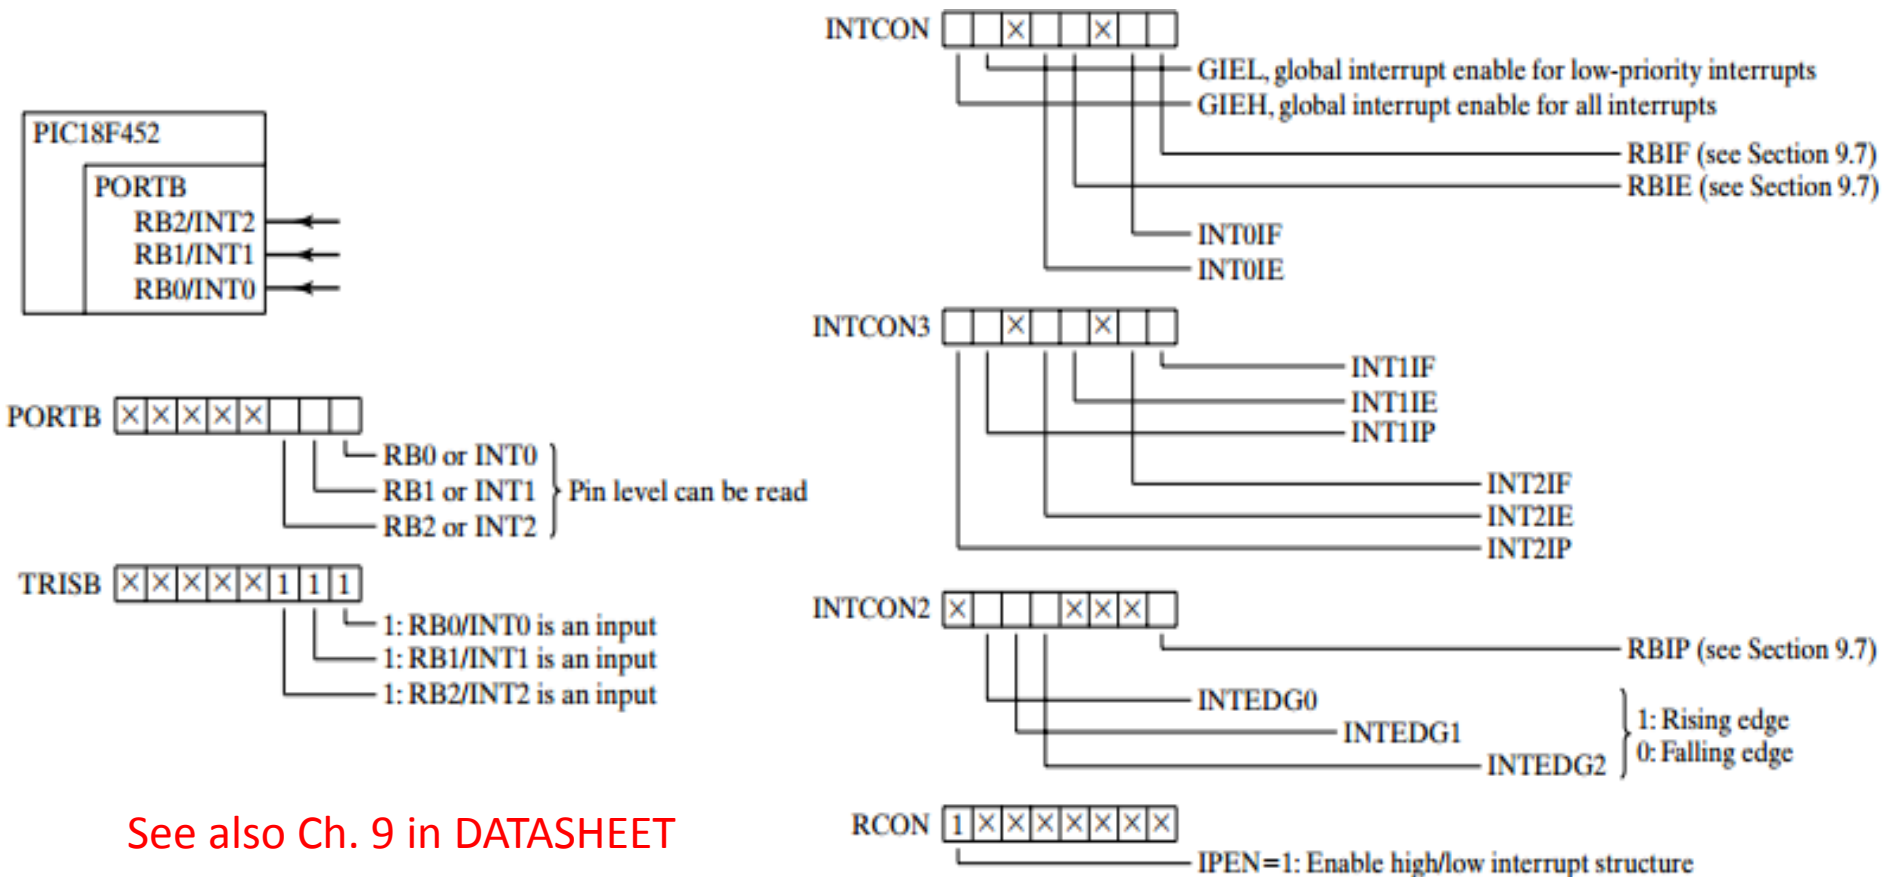 PIC18F452
PORTB
RB2/INT2
RB1/INT1
RB0/INT0
PORTB × × × × ×
RB0 or INT0
RB1 or INT1
RB2 or INT2
Pin level can be read
TRISB × × × × × 1 1 1
1: RB0/INT0 is an input
1: RB1/INT1 is an input
1: RB2/INT2 is an input
See also Ch. 9 in DATASHEET
INTCON × ×
GIEL, global interrupt enable for low-priority interrupts
GIEH, global interrupt enable for all interrupts
RBIF (see Section 9.7)
RBIE (see Section 9.7)
INT0IF
INT0IE
INTCON3 × ×
INT1IF
INT1IE
INT1IP
INT2IF
INT2IE
INT2IP
INTCON2 × × × ×
RBIP (see Section 9.7)
INTEDG0
INTEDG1
INTEDG2
1: Rising edge
0: Falling edge
RCON 1 × × × × × × ×
IPEN=1: Enable high/low interrupt structure